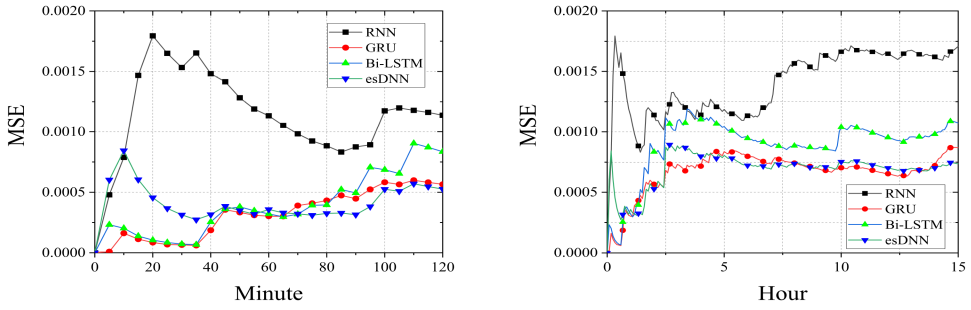 0.0020
0.0015
0.0010
0.0005
0.0000
MSE
0 20 40 60 80 100 120
Minute
RNN
GRU
Bi-LSTM
esDNN
0.0020
0.0015
0.0010
0.0005
0.0000
MSE
0 5 10 15
Hour
RNN
GRU
Bi-LSTM
esDNN